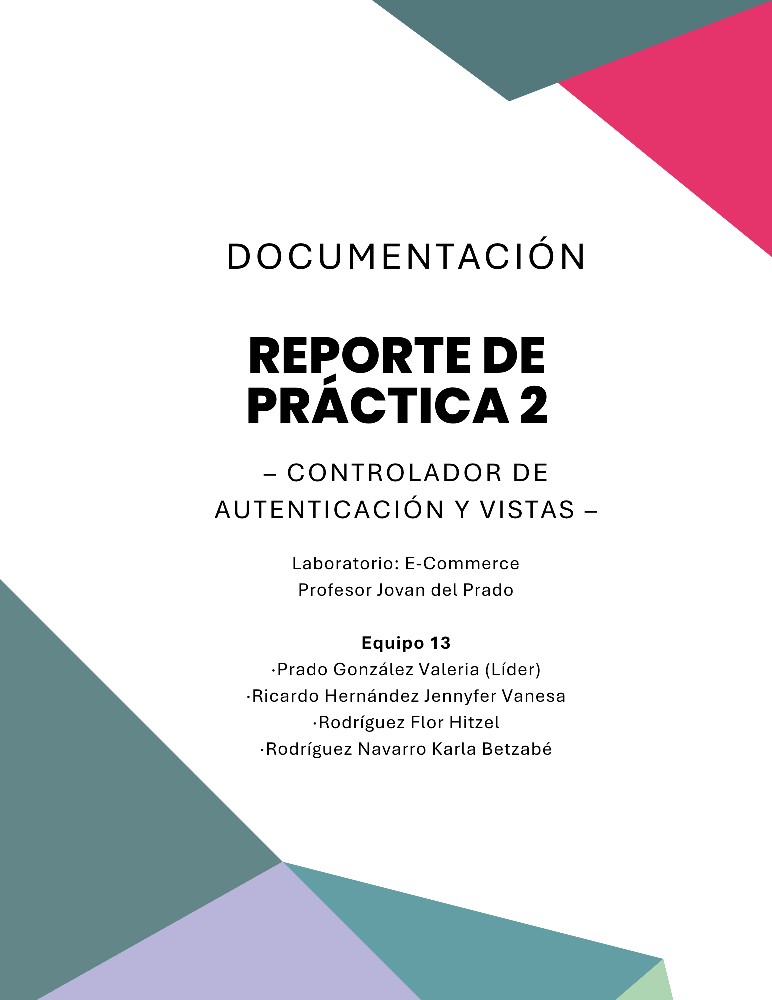 DOCUMENTACIÓN
REPORTE DE
PRÁCTICA 2
– CONTROLADOR DE
AUTENTICACIÓN Y VISTAS –
Laboratorio: E-Commerce
Profesor Jovan del Prado
Equipo 13
·Prado González Valeria (Líder)
·Ricardo Hernández Jennyfer Vanesa
·Rodríguez Flor Hitzel
·Rodríguez Navarro Karla Betzabé